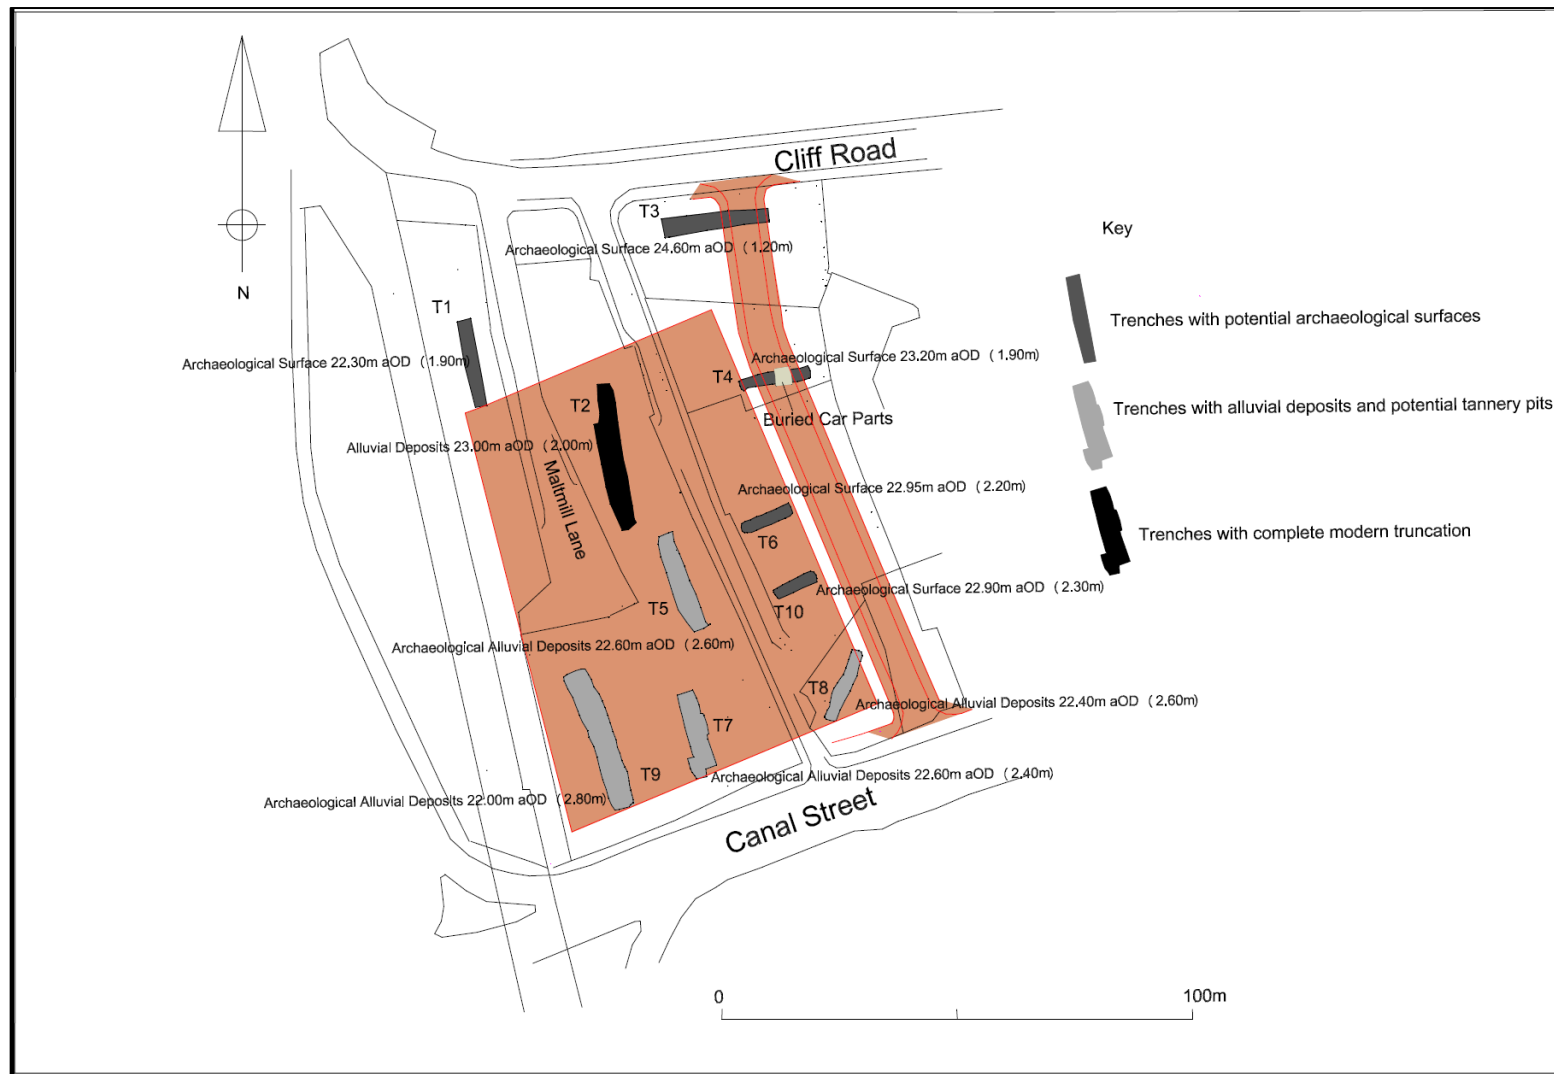 Cliff Road
T3
Archaeological Surface 24.60m aOD ( 1.20m)
Key
N
T1
Trenches with potential archaeological surfaces
Archaeological Surface 22.30m aOD ( 1.90m)
Archaeological Surface 23.20m aOD ( 1.90m)
T4
T2
Buried Car Parts
Trenches with alluvial deposits and potential tannery pits
Alluvial Deposits 23.00m aOD ( 2.00m)
Maltmill Lane
Archaeological Surface 22.95m aOD ( 2.20m)
T6
Trenches with complete modern truncation
Archaeological Surface 22.90m aOD ( 2.30m)
T5
T10
Archaeological Alluvial Deposits 22.60m aOD ( 2.60m)
T8
Archaeological Alluvial Deposits 22.40m aOD ( 2.60m)
T7
T9
Archaeological Alluvial Deposits 22.60m aOD ( 2.40m)
Archaeological Alluvial Deposits 22.00m aOD ( 2.80m)
Canal Street
0
100m